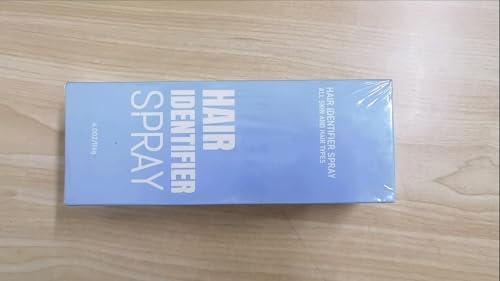 HAIR IDENTIFIER SPRAY
ALL SKIN AND HAIR TYPES
HAIR
IDENTIFIER
SPRAY